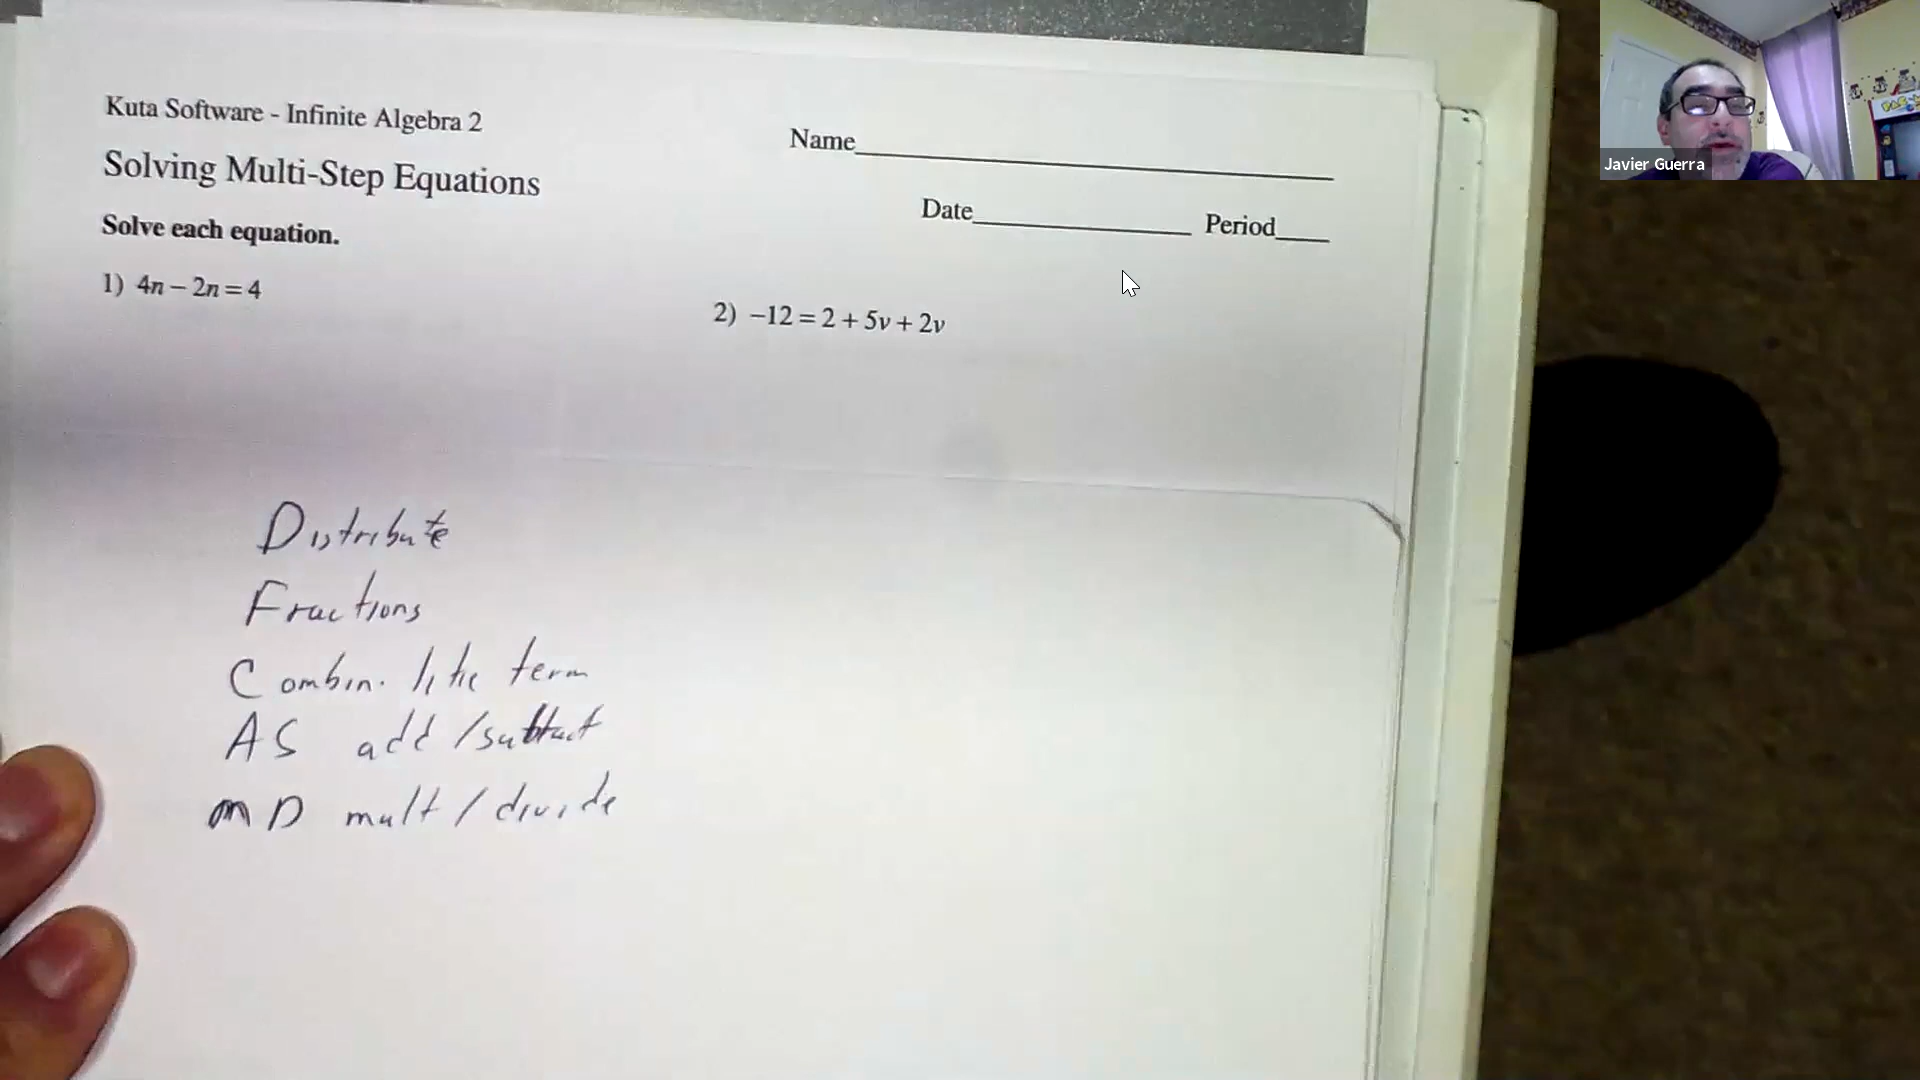 Kuta Software - Infinite Algebra 2
Name
Solving Multi-Step Equations
Date Period
Solve each equation.
1) 4n − 2n = 4
2) −12 = 2 + 5v + 2v
Distribute
Fractions
Combin. like term
AS add/subtract
MD mult/divide
Javier Guerra